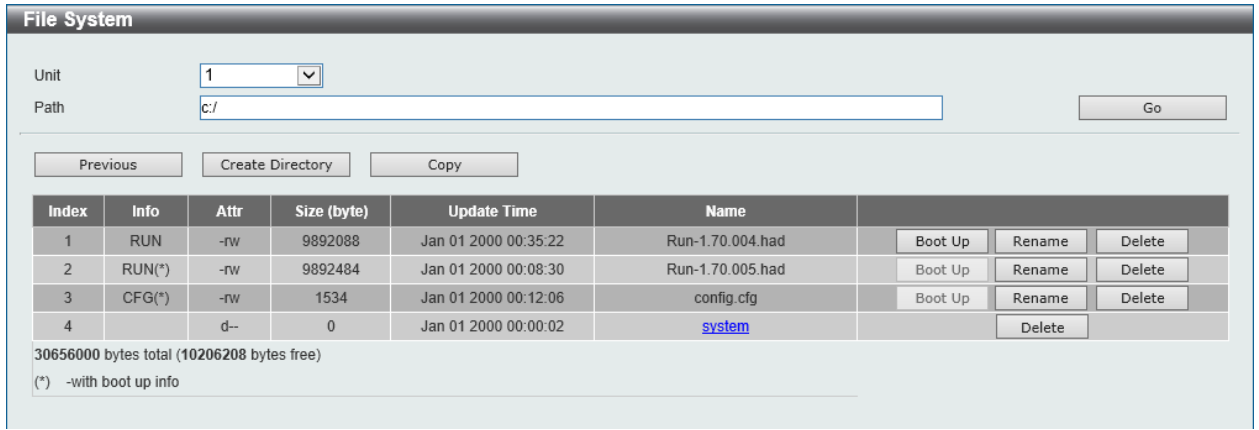 File System
Unit 1
Path c:/ Go
Previous Create Directory Copy
Index Info Attr Size (byte) Update Time Name
1 RUN -rw 9892088 Jan 01 2000 00:35:22 Run-1.70.004.had Boot Up Rename Delete
2 RUN(*) -rw 9892484 Jan 01 2000 00:08:30 Run-1.70.005.had Boot Up Rename Delete
3 CFG(*) -rw 1534 Jan 01 2000 00:12:06 config.cfg Boot Up Rename Delete
4 d-- 0 Jan 01 2000 00:00:02 system Delete
30656000 bytes total (10206208 bytes free)
(*) -with boot up info